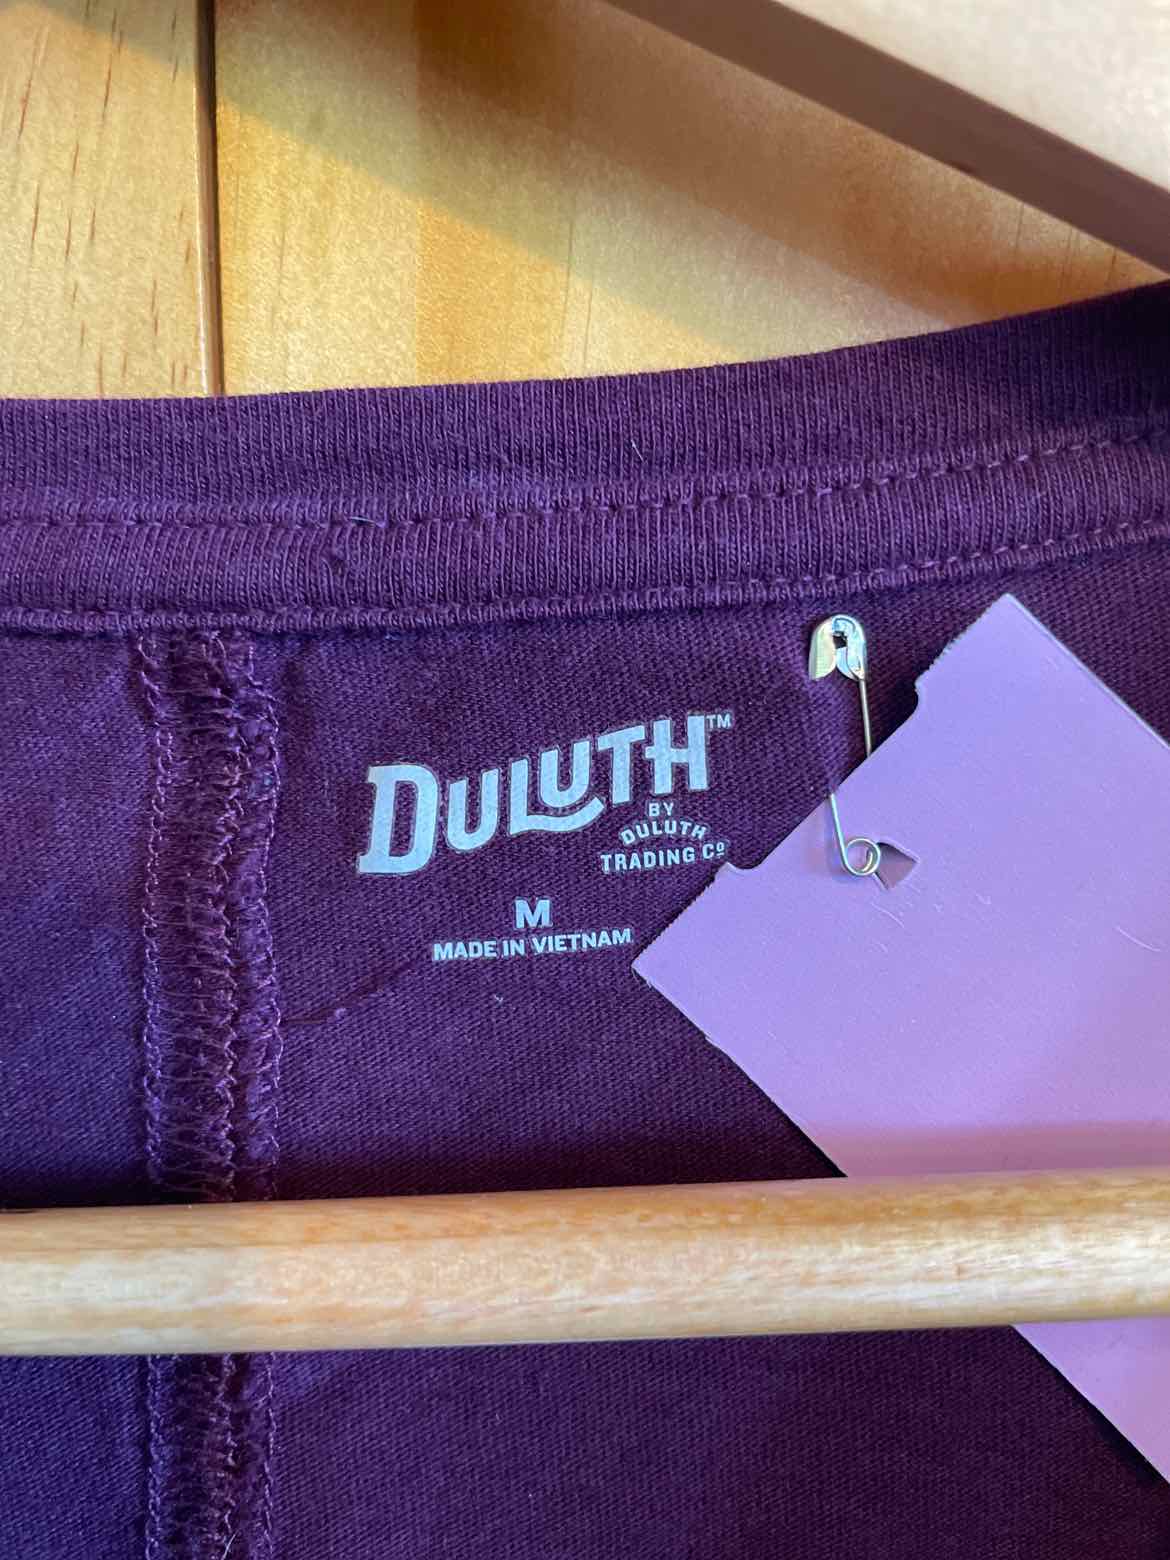 DULUTH™
BY
DULUTH
TRADING Cº
M
MADE IN VIETNAM